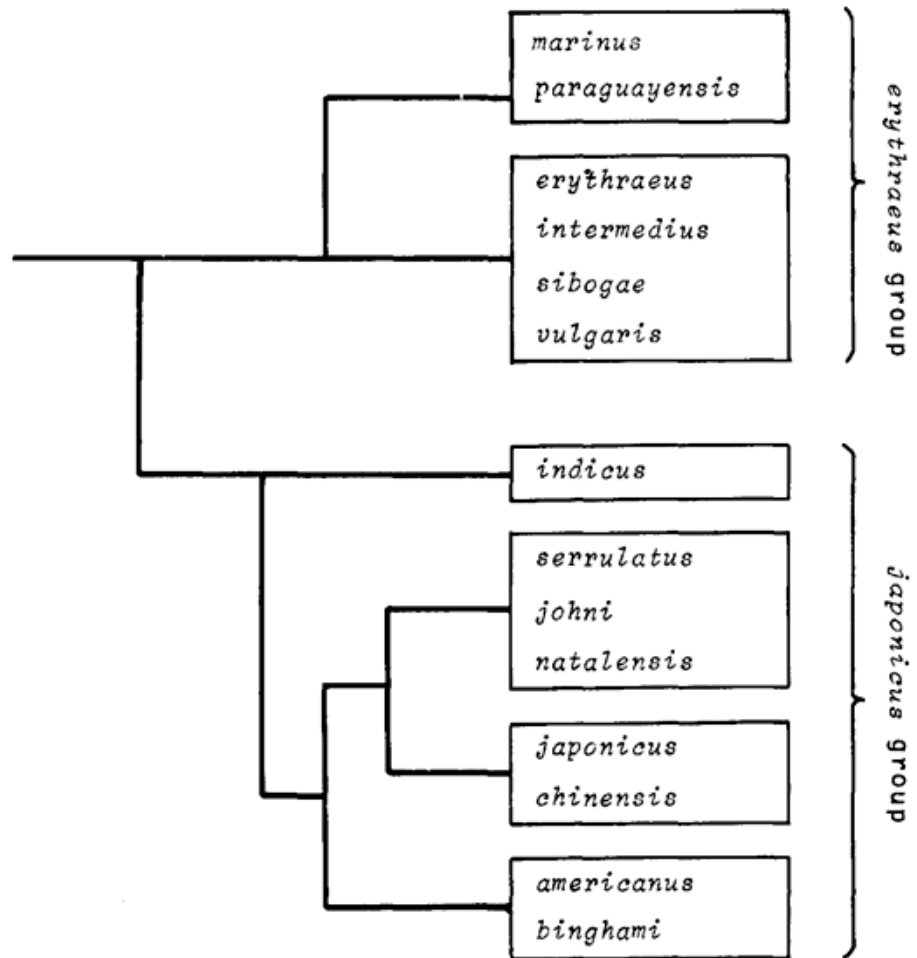 marinus
paraguayensis
erythraeus
intermedius
sibogae
vulgaris
erythraeus group
indicus
serrulatus
johni
natalensis
japonicus
chinensis
americanus
binghami
japonicus group